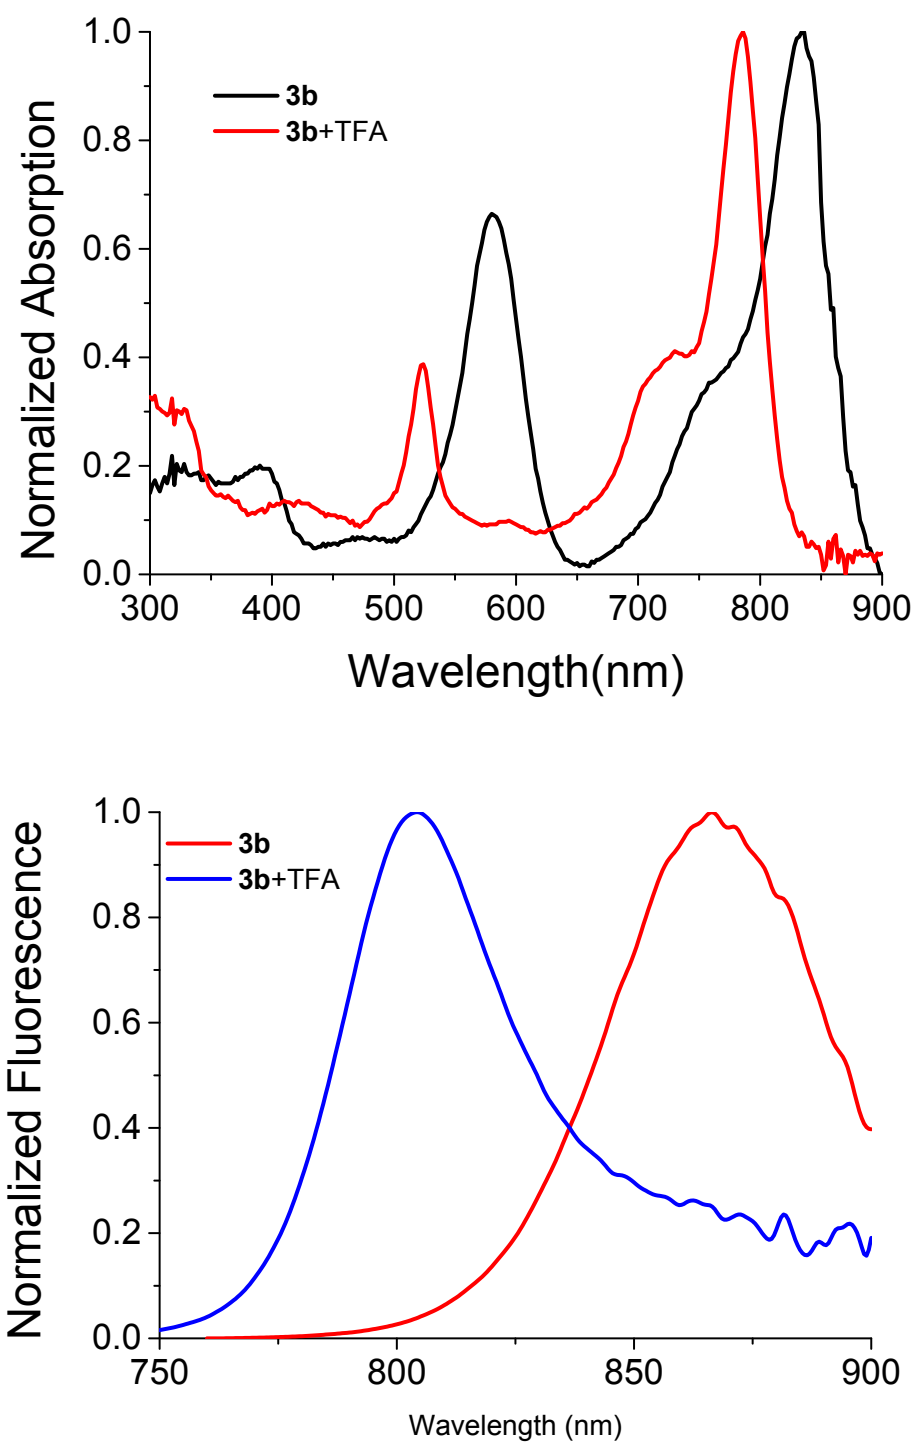 Normalized Absorption
1.0
0.8
0.6
0.4
0.2
0.0
3b
3b+TFA
300 400 500 600 700 800 900
Wavelength(nm)
Normalized Fluorescence
1.0
0.8
0.6
0.4
0.2
0.0
3b
3b+TFA
750 800 850 900
Wavelength (nm)